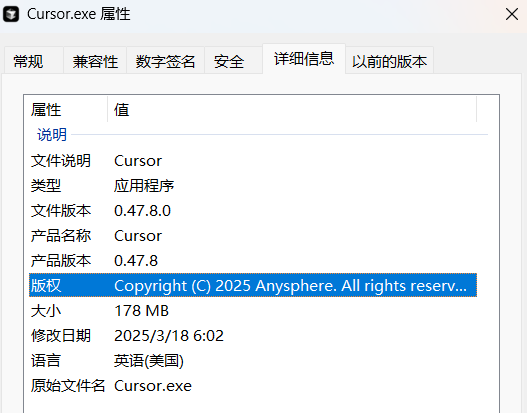 Cursor.exe 属性
常规 兼容性 数字签名 安全 详细信息 以前的版本
属性 值
说明
文件说明 Cursor
类型 应用程序
文件版本 0.47.8.0
产品名称 Cursor
产品版本 0.47.8
版权 Copyright (C) 2025 Anysphere. All rights reserv...
大小 178 MB
修改日期 2025/3/18 6:02
语言 英语(美国)
原始文件名 Cursor.exe